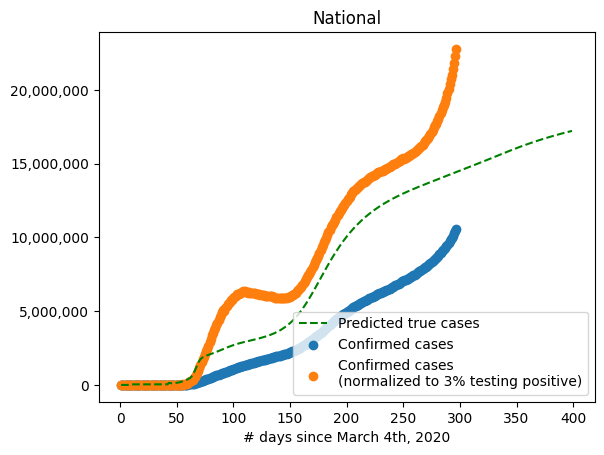 National
20,000,000
15,000,000
10,000,000
5,000,000
0
0 50 100 150 200 250 300 350 400
# days since March 4th, 2020
Predicted true cases
Confirmed cases
Confirmed cases
(normalized to 3% testing positive)